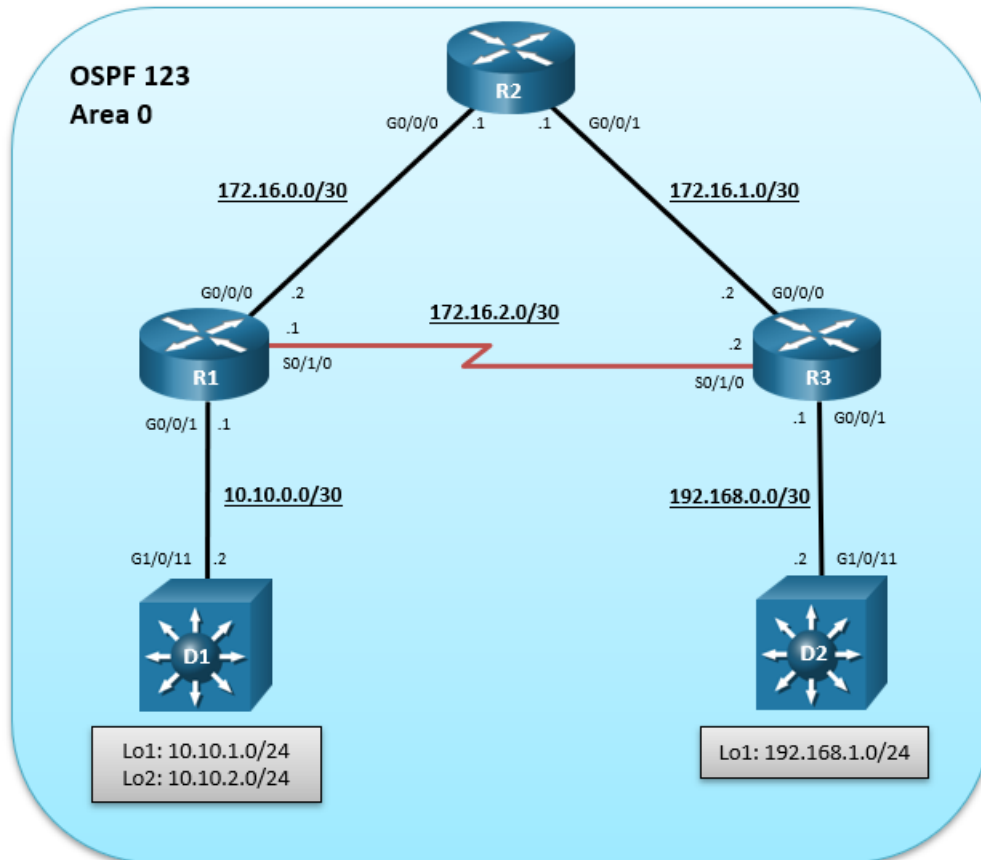 OSPF 123
Area 0
R2
G0/0/0 .1 .1 G0/0/1
172.16.0.0/30 172.16.1.0/30
G0/0/0 .2 .2 G0/0/0
172.16.2.0/30
.1 .2
S0/1/0 S0/1/0
R1 R3
G0/0/1 .1 .1 G0/0/1
10.10.0.0/30 192.168.0.0/30
G1/0/11 .2 .2 G1/0/11
D1 D2
Lo1: 10.10.1.0/24
Lo2: 10.10.2.0/24
Lo1: 192.168.1.0/24